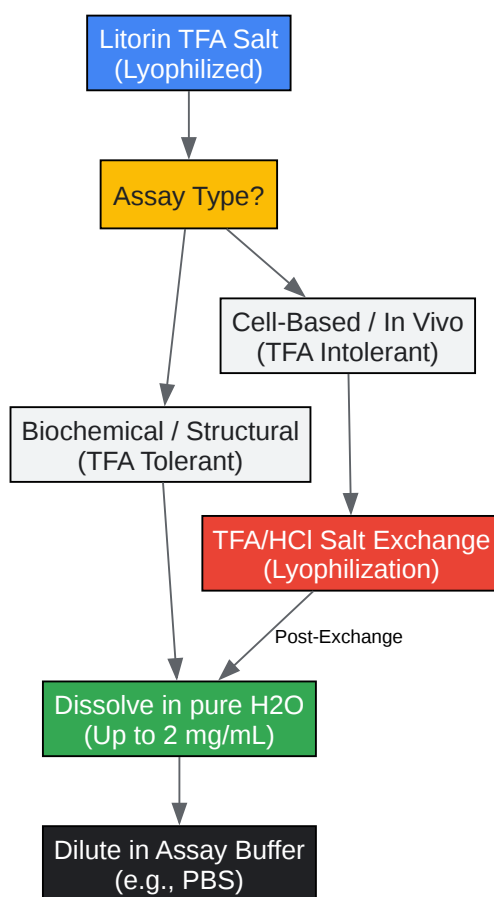 Litorin TFA Salt
(Lyophilized)
Assay Type?
Cell-Based / In Vivo
(TFA Intolerant)
Biochemical / Structural
(TFA Tolerant)
TFA/HCl Salt Exchange
(Lyophilization)
Post-Exchange
Dissolve in pure H2O
(Up to 2 mg/mL)
Dilute in Assay Buffer
(e.g., PBS)